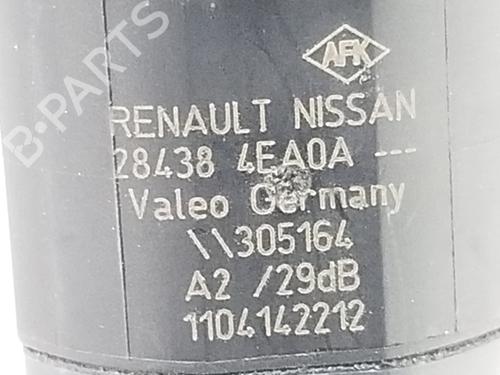 B-PARTS
AFK
RENAULT NISSAN
28438 4EA0A ---
Valeo Germany
\\305164
A2 /29dB
1104142212